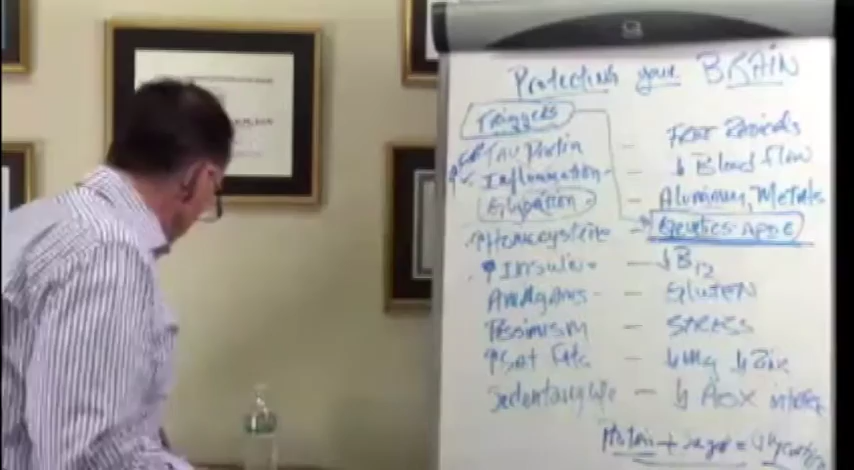 Protecting your BRAIN
Triggers Free Radicals
Tau Protein — ↓ Blood flow
↑ Inflammation — Aluminum, Metals
Glycation Genetics-APOE
↑ Homocysteine —
↑ Insulin — ↓ B12
— GLUTEN
Pessimism — STRESS
↑ Sat Fats — ↓ Mg ↓ Zinc
Sedentary life — ↓ AOX intake
Protein + sugar =